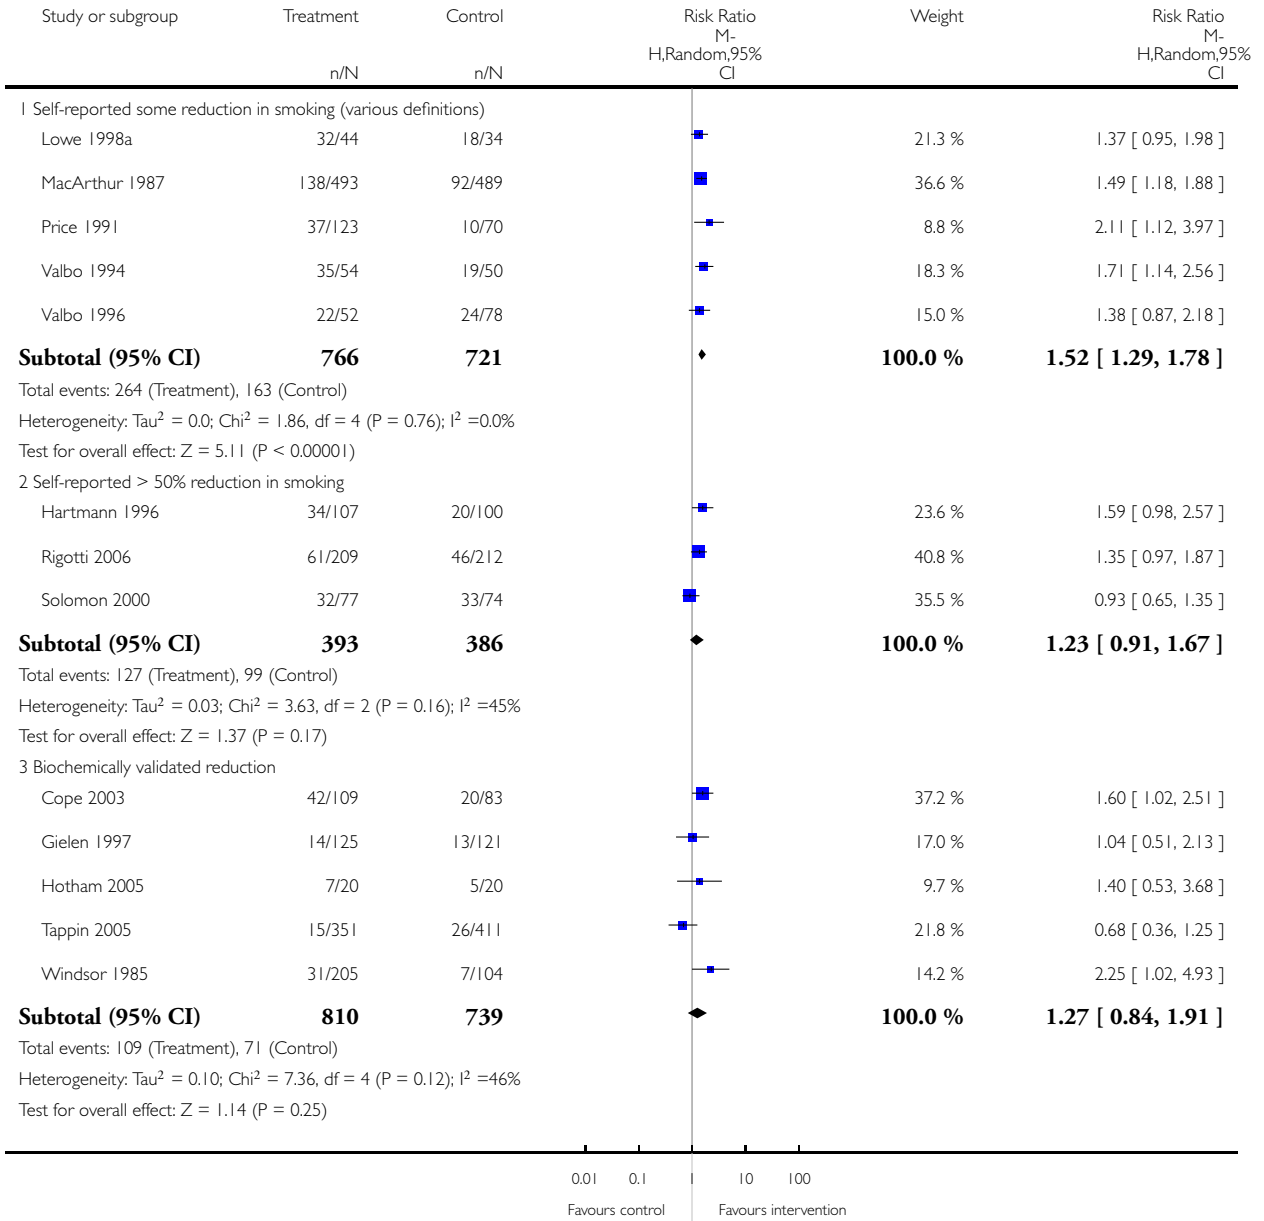 Study or subgroup Treatment Control Risk Ratio Weight Risk Ratio
M- M-
H,Random,95% H,Random,95%
n/N n/N CI CI
1 Self-reported some reduction in smoking (various definitions)
Lowe 1998a 32/44 18/34 21.3 % 1.37 [ 0.95, 1.98 ]
MacArthur 1987 138/493 92/489 36.6 % 1.49 [ 1.18, 1.88 ]
Price 1991 37/123 10/70 8.8 % 2.11 [ 1.12, 3.97 ]
Valbo 1994 35/54 19/50 18.3 % 1.71 [ 1.14, 2.56 ]
Valbo 1996 22/52 24/78 15.0 % 1.38 [ 0.87, 2.18 ]
Subtotal (95% CI) 766 721 100.0 % 1.52 [ 1.29, 1.78 ]
Total events: 264 (Treatment), 163 (Control)
Heterogeneity: Tau² = 0.0; Chi² = 1.86, df = 4 (P = 0.76); I² =0.0%
Test for overall effect: Z = 5.11 (P < 0.00001)
2 Self-reported > 50% reduction in smoking
Hartmann 1996 34/107 20/100 23.6 % 1.59 [ 0.98, 2.57 ]
Rigotti 2006 61/209 46/212 40.8 % 1.35 [ 0.97, 1.87 ]
Solomon 2000 32/77 33/74 35.5 % 0.93 [ 0.65, 1.35 ]
Subtotal (95% CI) 393 386 100.0 % 1.23 [ 0.91, 1.67 ]
Total events: 127 (Treatment), 99 (Control)
Heterogeneity: Tau² = 0.03; Chi² = 3.63, df = 2 (P = 0.16); I² =45%
Test for overall effect: Z = 1.37 (P = 0.17)
3 Biochemically validated reduction
Cope 2003 42/109 20/83 37.2 % 1.60 [ 1.02, 2.51 ]
Gielen 1997 14/125 13/121 17.0 % 1.04 [ 0.51, 2.13 ]
Hotham 2005 7/20 5/20 9.7 % 1.40 [ 0.53, 3.68 ]
Tappin 2005 15/351 26/411 21.8 % 0.68 [ 0.36, 1.25 ]
Windsor 1985 31/205 7/104 14.2 % 2.25 [ 1.02, 4.93 ]
Subtotal (95% CI) 810 739 100.0 % 1.27 [ 0.84, 1.91 ]
Total events: 109 (Treatment), 71 (Control)
Heterogeneity: Tau² = 0.10; Chi² = 7.36, df = 4 (P = 0.12); I² =46%
Test for overall effect: Z = 1.14 (P = 0.25)
0.01 0.1 1 10 100
Favours control Favours intervention